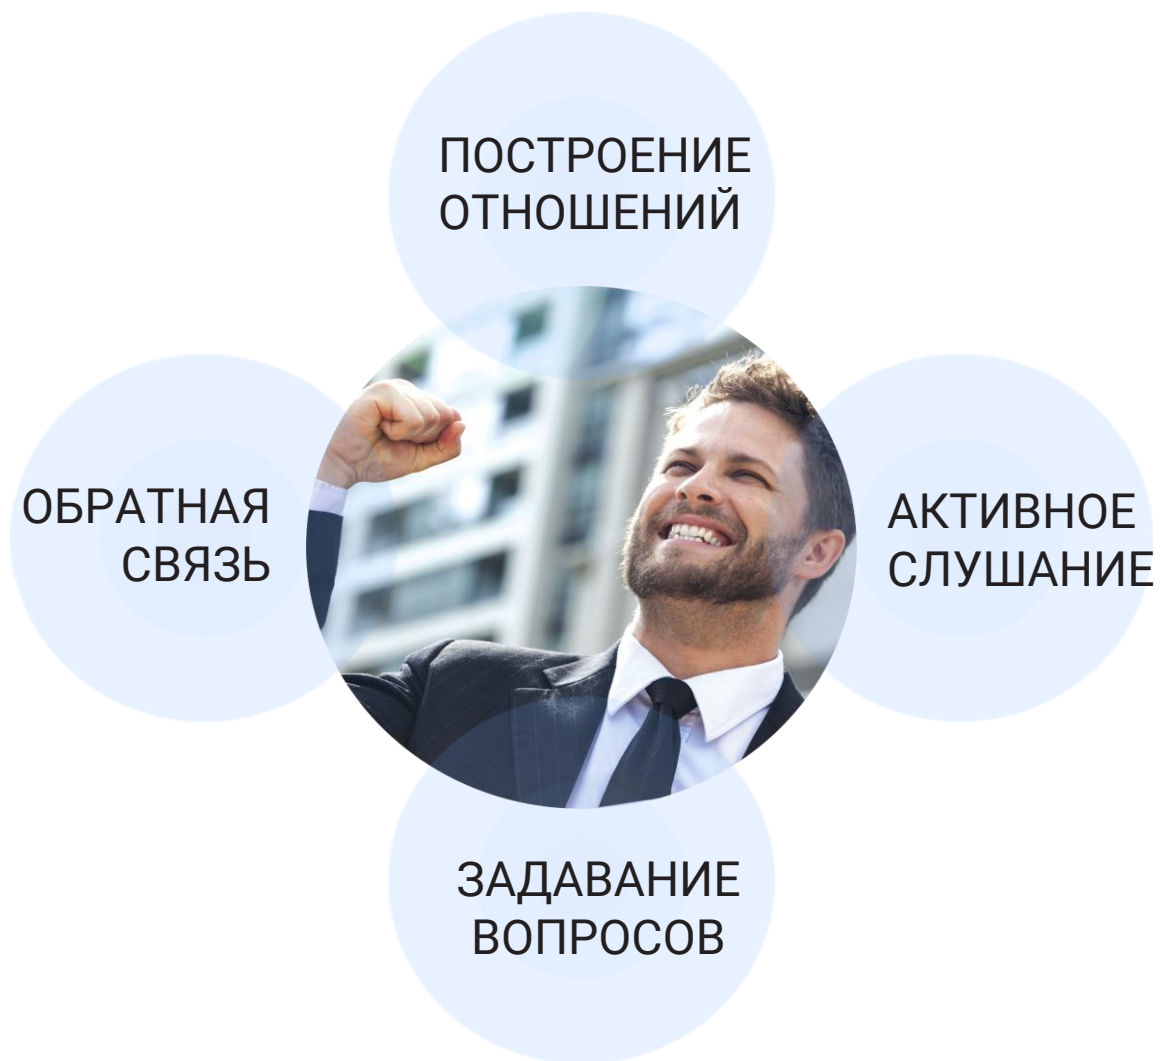 ПОСТРОЕНИЕ
ОТНОШЕНИЙ
ОБРАТНАЯ
СВЯЗЬ
АКТИВНОЕ
СЛУШАНИЕ
ЗАДАВАНИЕ
ВОПРОСОВ